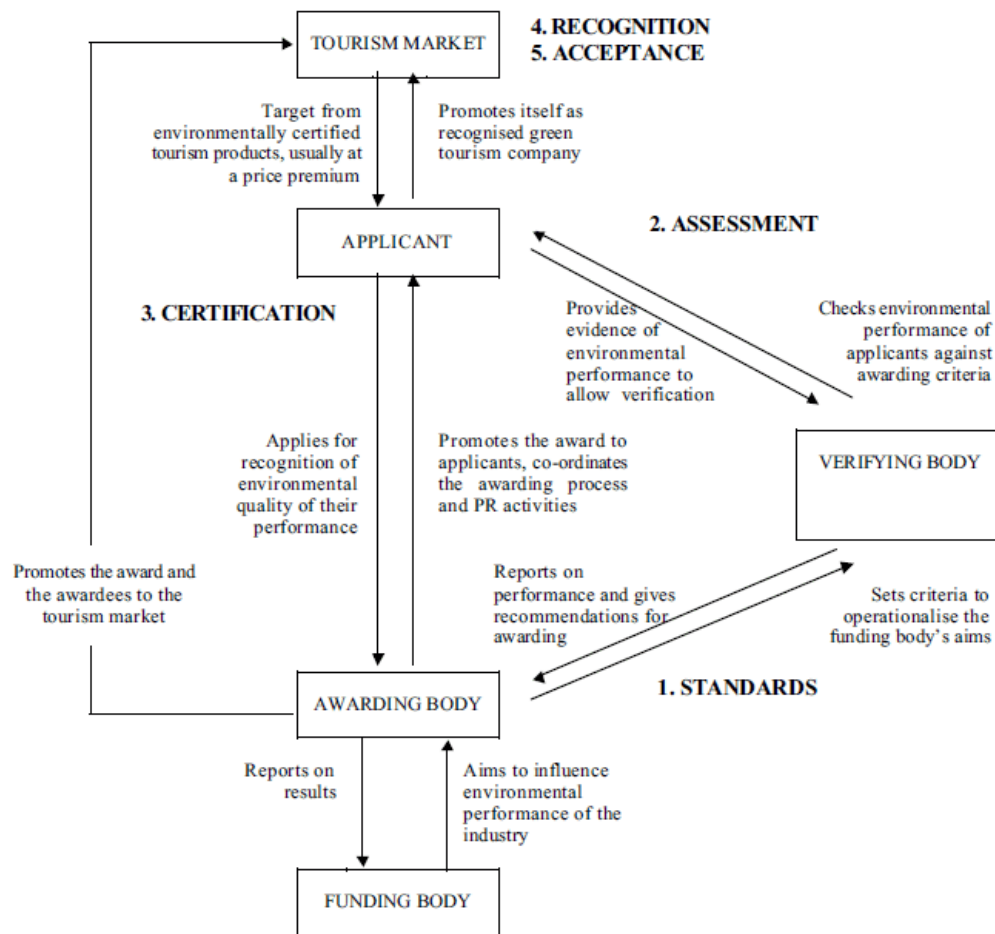 TOURISM MARKET
4. RECOGNITION
5. ACCEPTANCE
Target from
environmentally certified
tourism products, usually at
a price premium
Promotes itself as
recognised green
tourism company
APPLICANT
2. ASSESSMENT
3. CERTIFICATION
Provides
evidence of
environmental
performance to
allow verification
Checks environmental
performance of
applicants against
awarding criteria
Applies for
recognition of
environmental
quality of their
performance
Promotes the award to
applicants, co-ordinates
the awarding process
and PR activities
VERIFYING BODY
Promotes the award and
the awardees to the
tourism market
Reports on
performance and gives
recommendations for
awarding
Sets criteria to
operationalise the
funding body's aims
1. STANDARDS
AWARDING BODY
Reports on
results
Aims to influence
environmental
performance of the
industry
FUNDING BODY